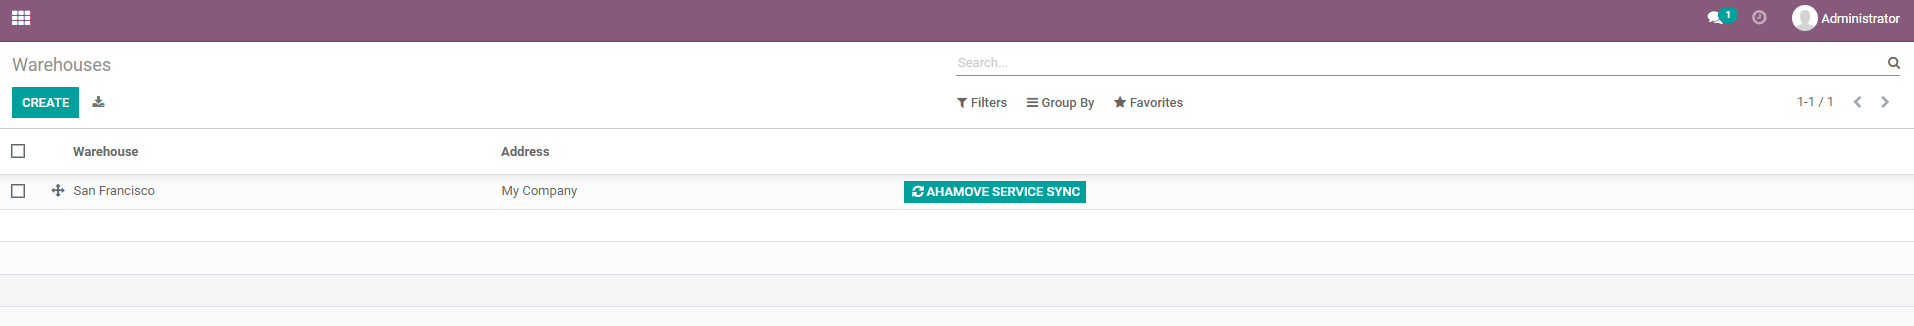 1
Administrator
Warehouses
Search...
CREATE
Filters
Group By
Favorites
1-1 / 1
Warehouse
Address
San Francisco
My Company
AHAMOVE SERVICE SYNC